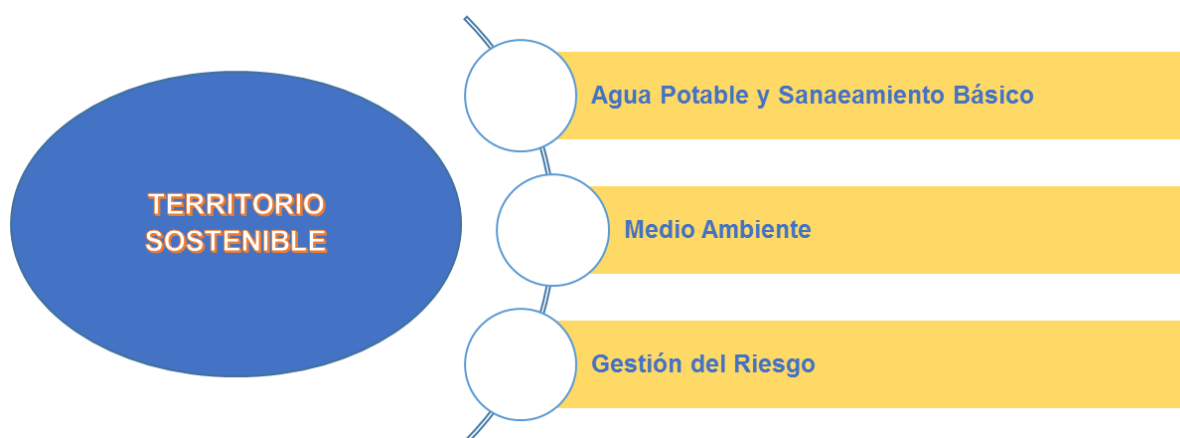 TERRITORIO
SOSTENIBLE
Agua Potable y Sanaeamiento Básico
Medio Ambiente
Gestión del Riesgo